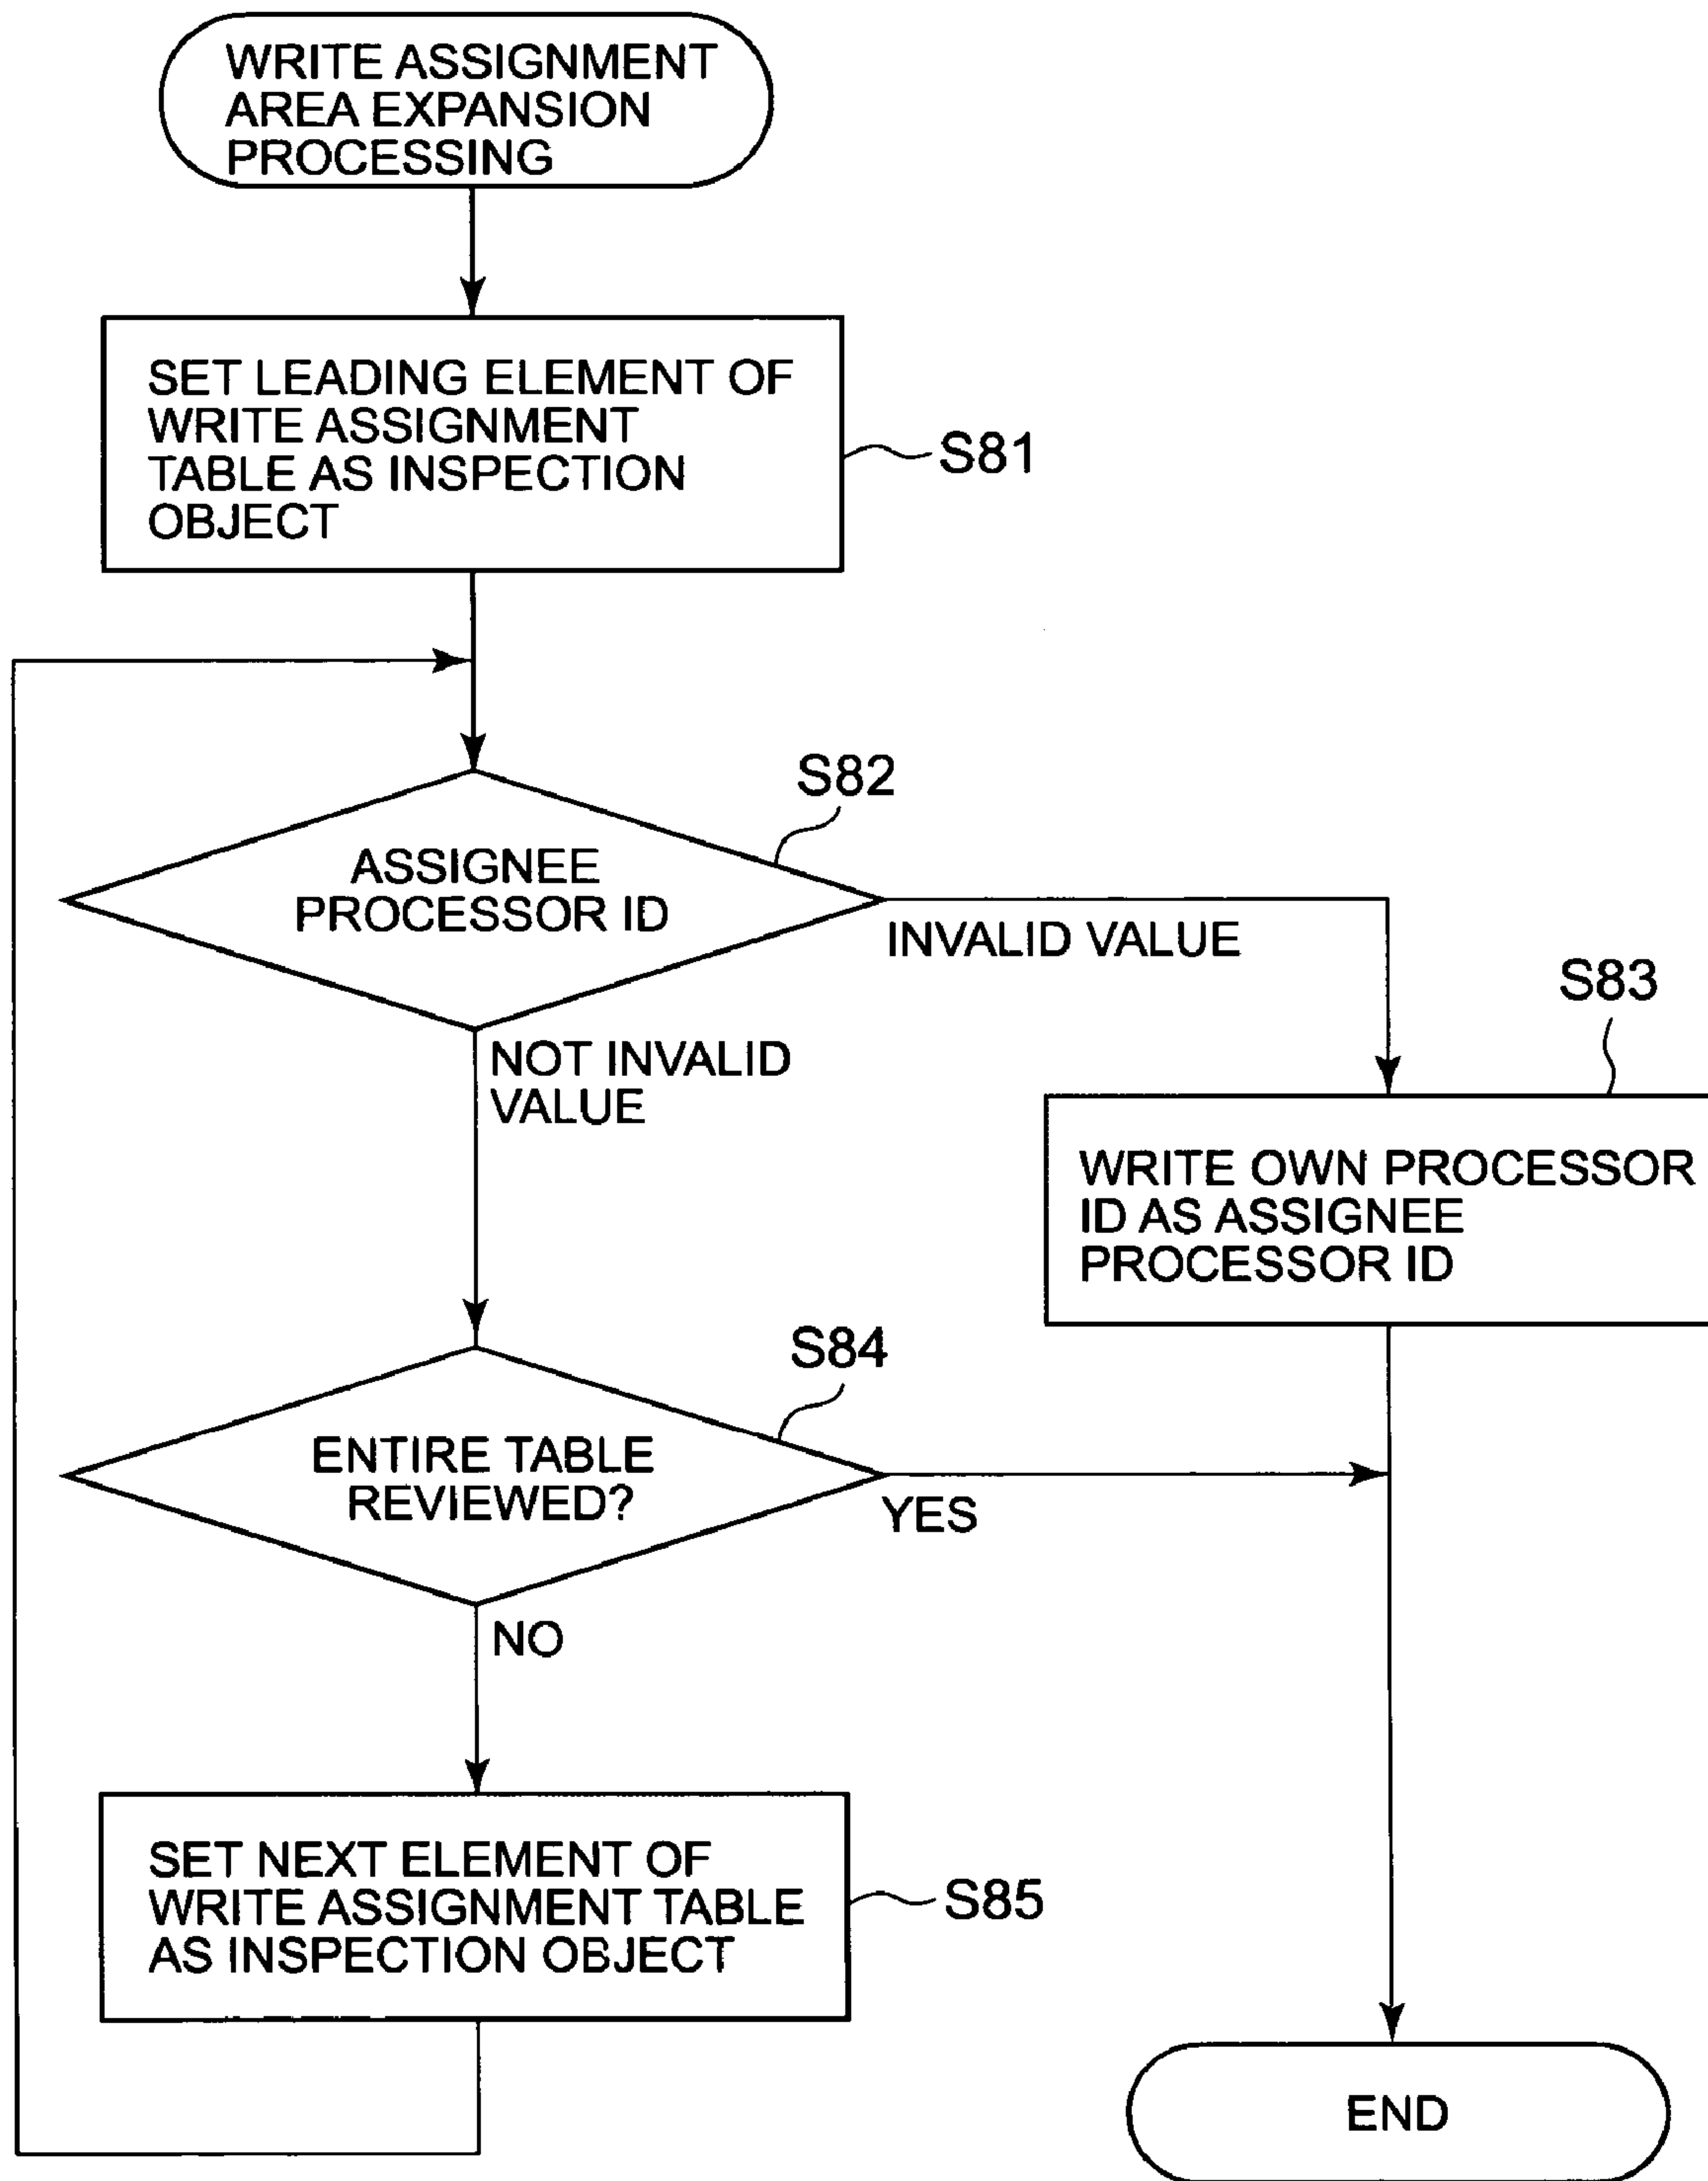 WRITE ASSIGNMENT
AREA EXPANSION
PROCESSING
SET LEADING ELEMENT OF
WRITE ASSIGNMENT
TABLE AS INSPECTION
OBJECT
S81
S82
ASSIGNEE
PROCESSOR ID
INVALID VALUE
NOT INVALID
VALUE
S83
WRITE OWN PROCESSOR
ID AS ASSIGNEE
PROCESSOR ID
S84
ENTIRE TABLE
REVIEWED?
YES
NO
SET NEXT ELEMENT OF
WRITE ASSIGNMENT TABLE
AS INSPECTION OBJECT
S85
END